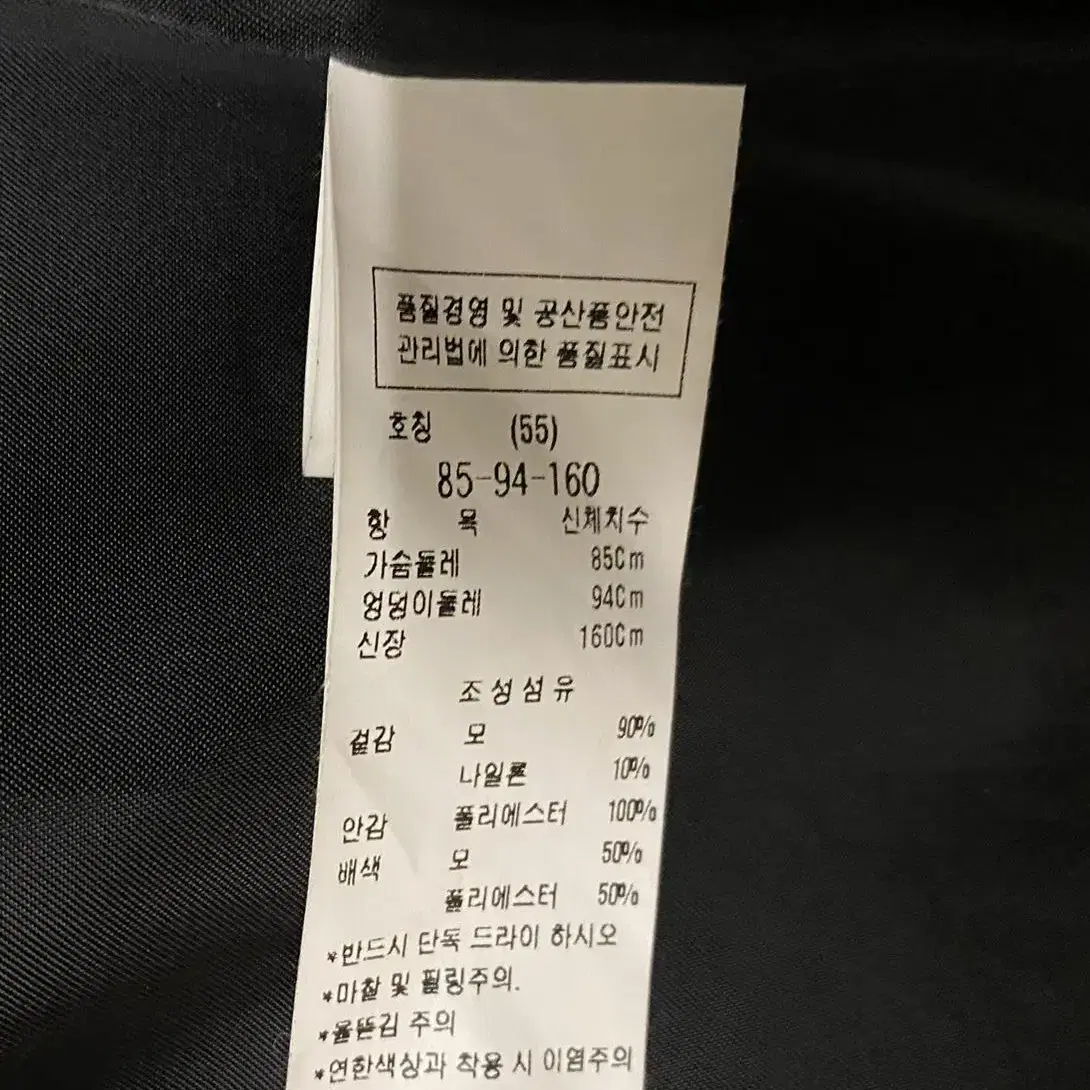 품질경영 및 공산품안전
관리법에 의한 품질표시
호칭 (55)
85-94-160
항 목 신체치수
가슴둘레 85Cm
엉덩이둘레 94Cm
신장 160Cm
조성섬유
겉감 모 90%
나일론 10%
안감 폴리에스터 100%
배색 모 50%
폴리에스터 50%
*반드시 단독 드라이 하시오
*마찰 및 필링주의.
*올뜯김 주의
*연한색상과 착용 시 이염주의